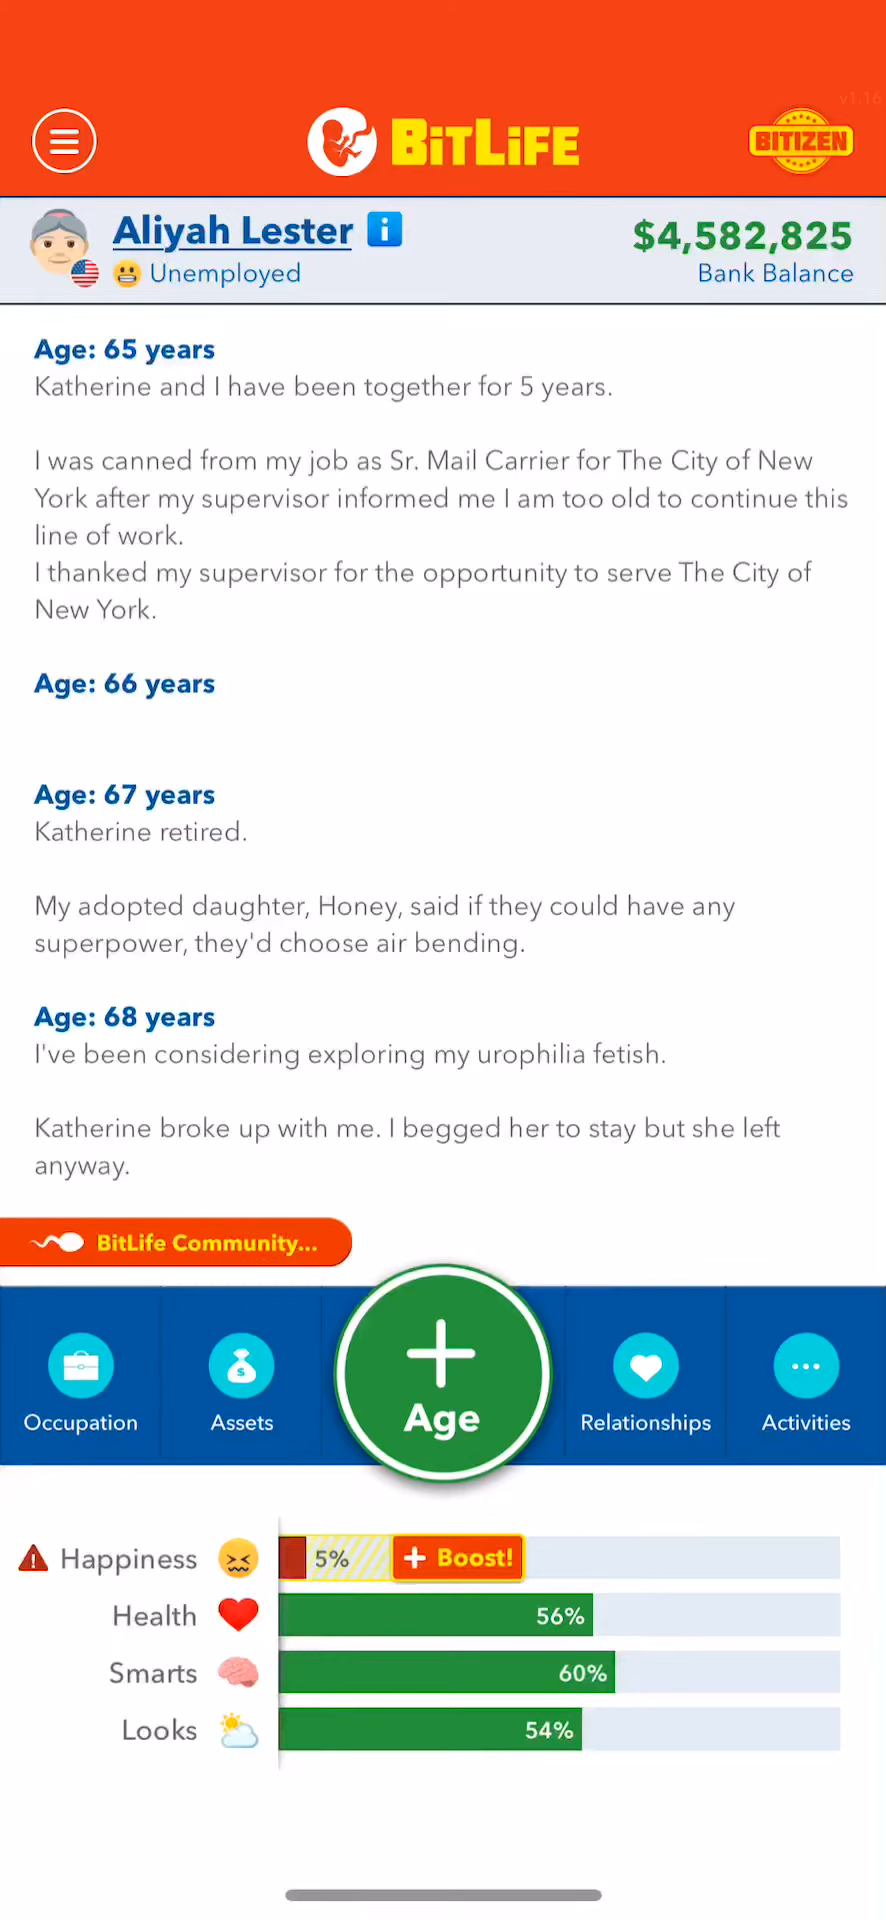 v1.16
BITLIFE
BITIZEN
Aliyah Lester i
$4,582,825
Unemployed
Bank Balance
Age: 65 years
Katherine and I have been together for 5 years.
I was canned from my job as Sr. Mail Carrier for The City of New
York after my supervisor informed me I am too old to continue this
line of work.
I thanked my supervisor for the opportunity to serve The City of
New York.
Age: 66 years
Age: 67 years
Katherine retired.
My adopted daughter, Honey, said if they could have any
superpower, they'd choose air bending.
Age: 68 years
I've been considering exploring my urophilia fetish.
Katherine broke up with me. I begged her to stay but she left
anyway.
BitLife Community...
Occupation
Assets
Age
Relationships
Activities
Happiness 5% + Boost!
Health 56%
Smarts 60%
Looks 54%